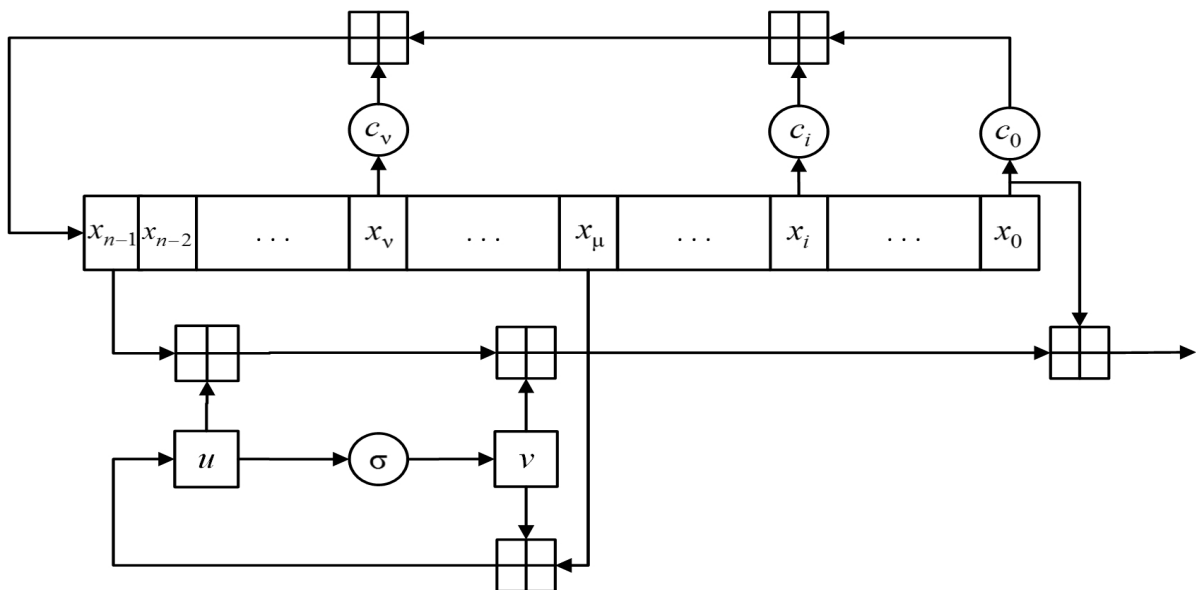 c_ν c_i c_0
x_{n−1} x_{n−2} . . . x_ν . . . x_μ . . . x_i . . . x_0
u σ v